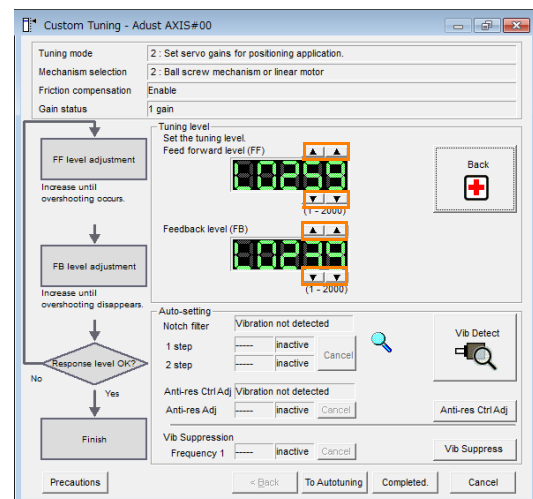 Custom Tuning - Adust AXIS#00
Tuning mode 2 : Set servo gains for positioning application.
Mechanism selection 2 : Ball screw mechanism or linear motor
Friction compensation Enable
Gain status 1 gain
FF level adjustment
Increase until
overshooting occurs.
FB level adjustment
Increase until
overshooting disappears.
Response level OK?
No
Yes
Finish
Tuning level
Set the tuning level.
Feed forward level (FF)
L0259
(1 - 2000)
Feedback level (FB)
L0244
(1 - 2000)
Back
Auto-setting
Notch filter Vibration not detected
1 step ----- inactive
2 step ----- inactive
Cancel
Vib Detect
Anti-res Ctrl Adj Vibration not detected
Anti-res Adj ----- inactive Cancel
Anti-res Ctrl Adj
Vib Suppression
Frequency 1 ----- inactive Cancel
Vib Suppress
Precautions < Back To Autotuning Completed. Cancel